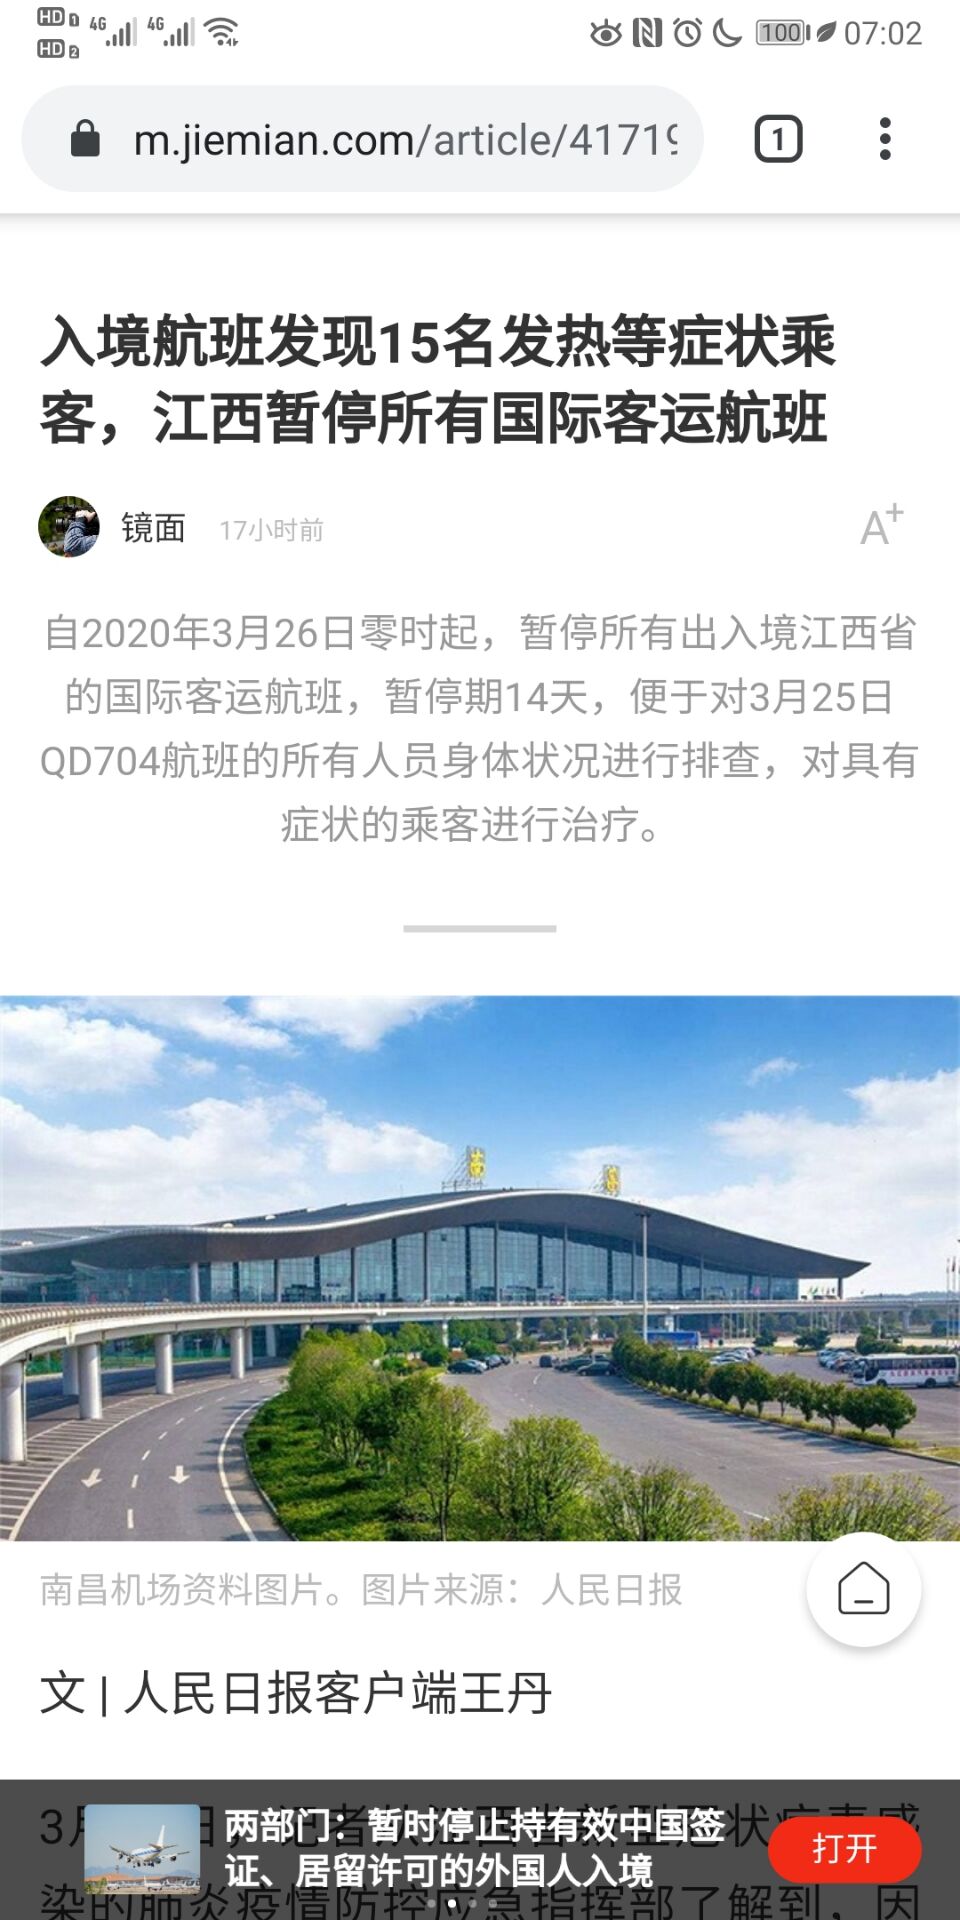 HD 1 4G 4G
HD 2
100 07:02
m.jiemian.com/article/4171
1
入境航班发现15名发热等症状乘
客，江西暂停所有国际客运航班
镜面 17小时前
A+
自2020年3月26日零时起，暂停所有出入境江西省
的国际客运航班，暂停期14天，便于对3月25日
QD704航班的所有人员身体状况进行排查，对具有
症状的乘客进行治疗。
南昌
南昌机场资料图片。图片来源：人民日报
文 | 人民日报客户端王丹
两部门：暂时停止持有效中国签
证、居留许可的外国人入境
打开
染的肺炎疫情防控应急指挥部了解到，因